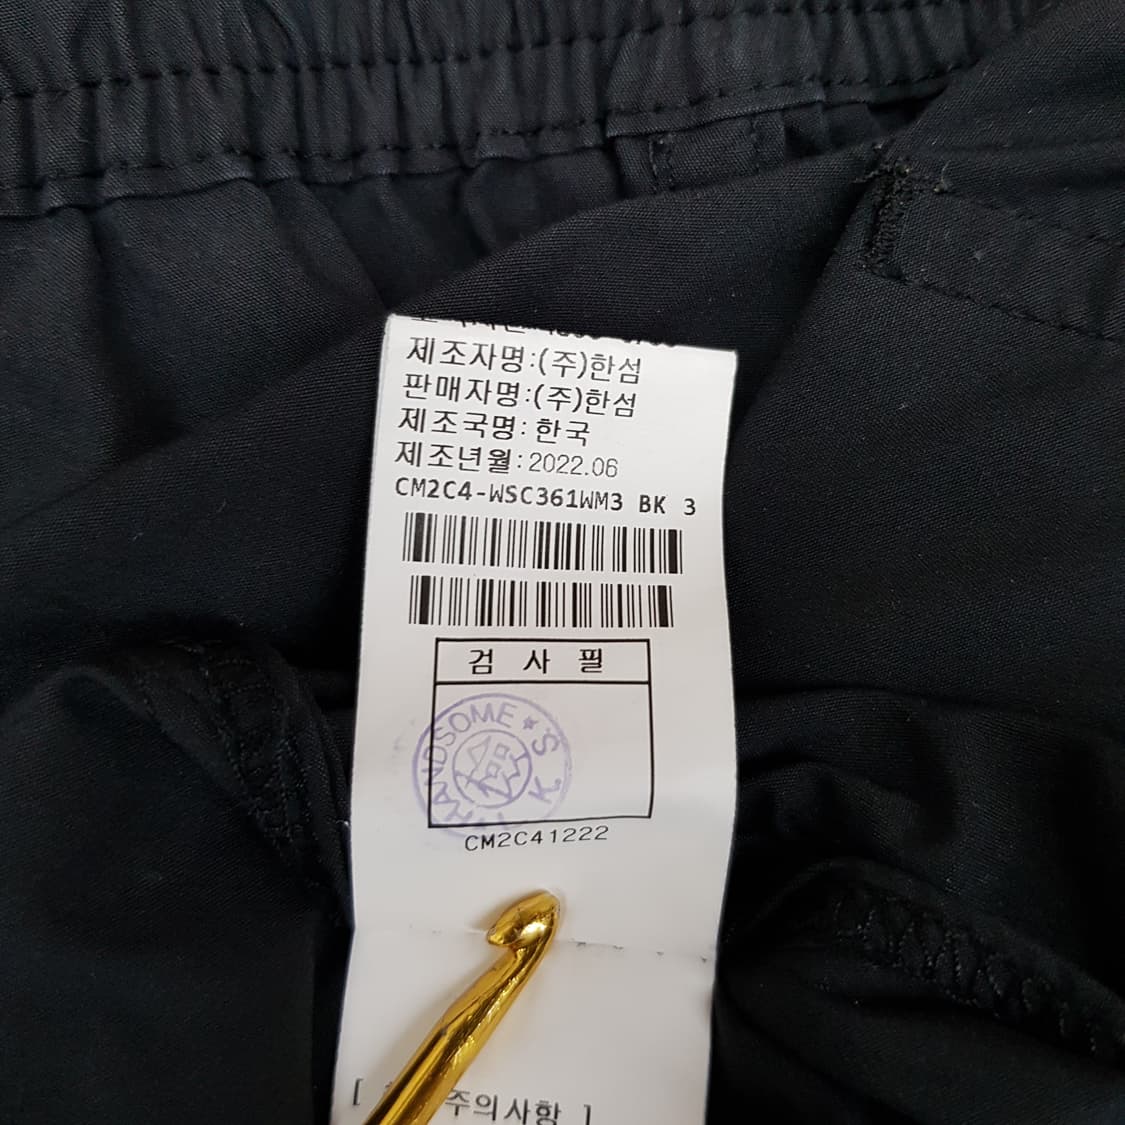 제조자명:(주)한섬
판매자명:(주)한섬
제조국명: 한국
제조년월: 2022.06
CM2C4-WSC361WM3 BK 3
검 사 필
HANDSOME ★ K.S
CM2C41222
[ 주의사항 ]